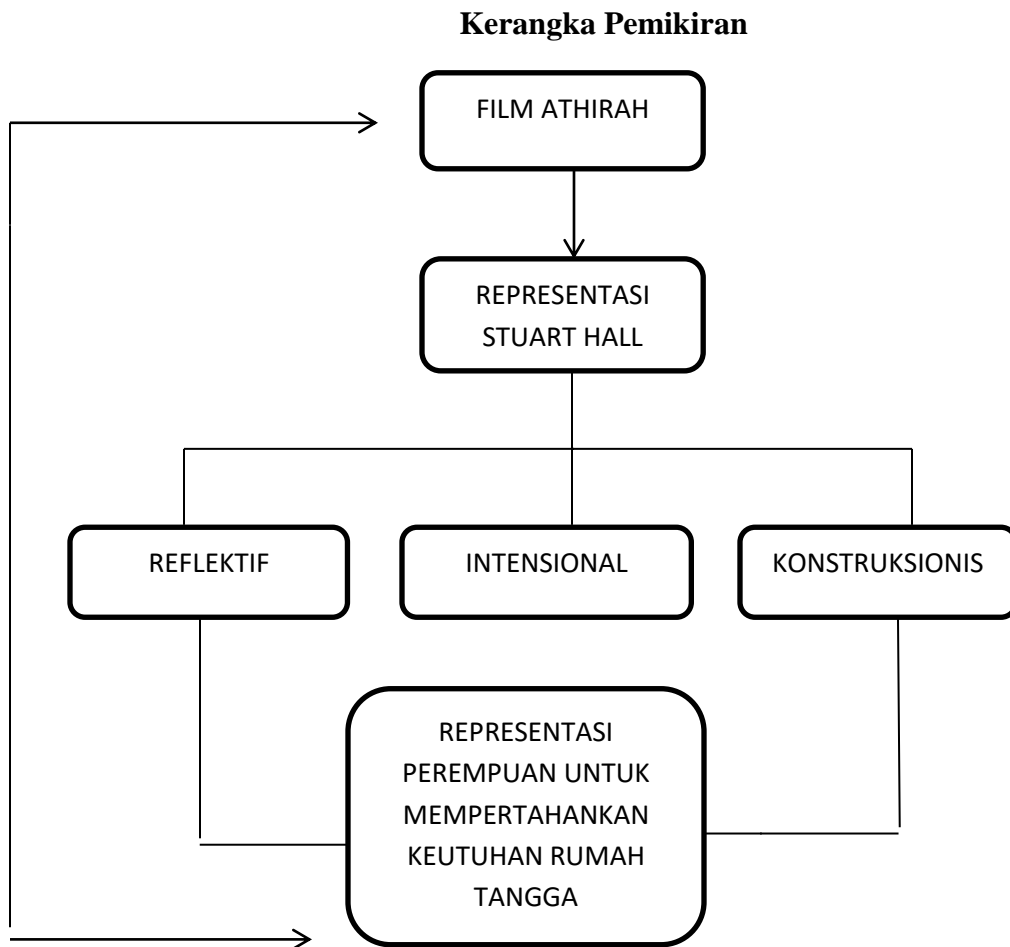 Kerangka Pemikiran
FILM ATHIRAH
REPRESENTASI
STUART HALL
REFLEKTIF
INTENSIONAL
KONSTRUKSIONIS
REPRESENTASI
PEREMPUAN UNTUK
MEMPERTAHANKAN
KEUTUHAN RUMAH
TANGGA